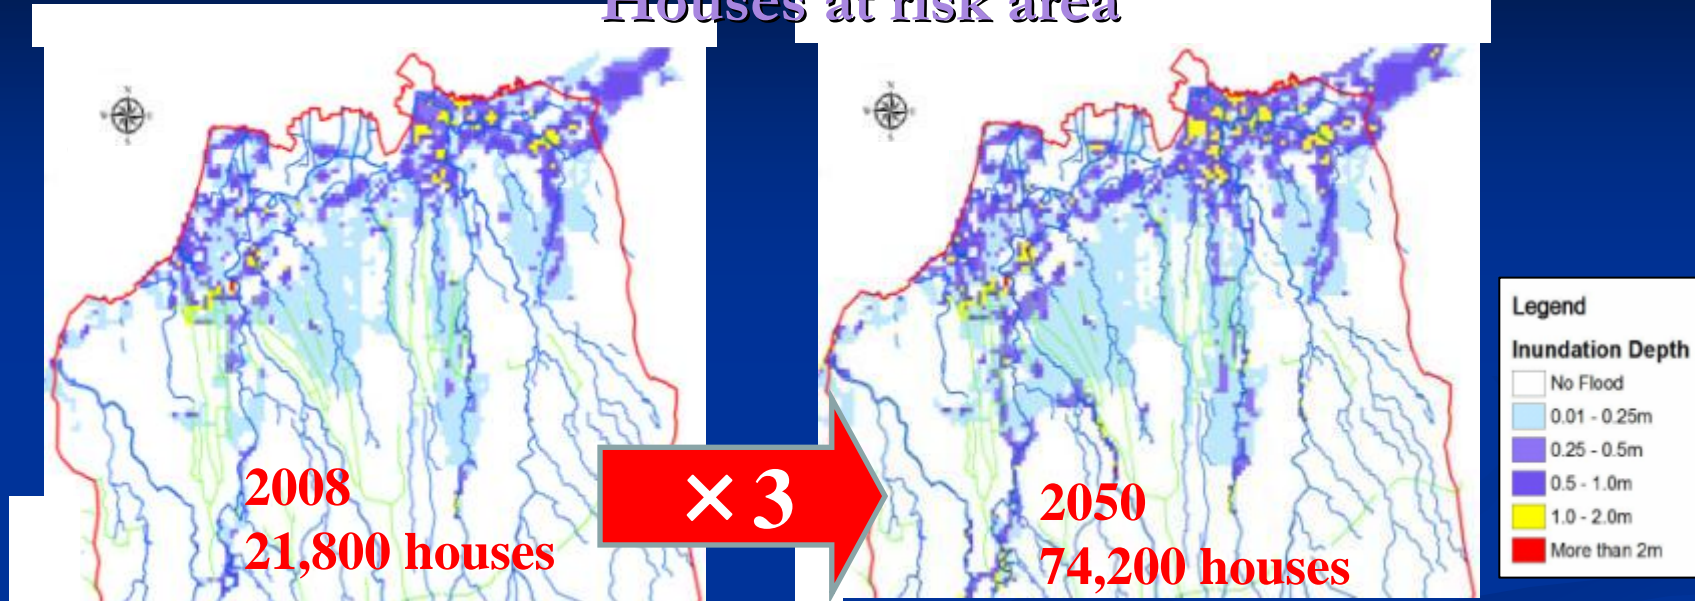 Houses at risk area
N
W
S
N
W
S
2008
21,800 houses
× 3
2050
74,200 houses
Legend
Inundation Depth
No Flood
0.01 - 0.25m
0.25 - 0.5m
0.5 - 1.0m
1.0 - 2.0m
More than 2m